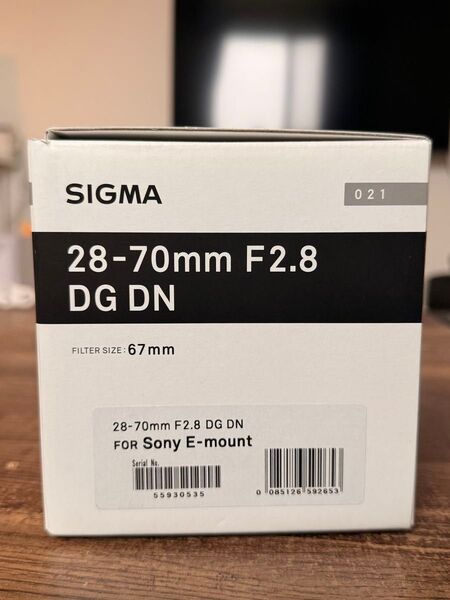 SIGMA
021
28-70mm F2.8
DG DN
FILTER SIZE: 67mm
28-70mm F2.8 DG DN
FOR Sony E-mount
Serial No.
55930535
0 085126 592653